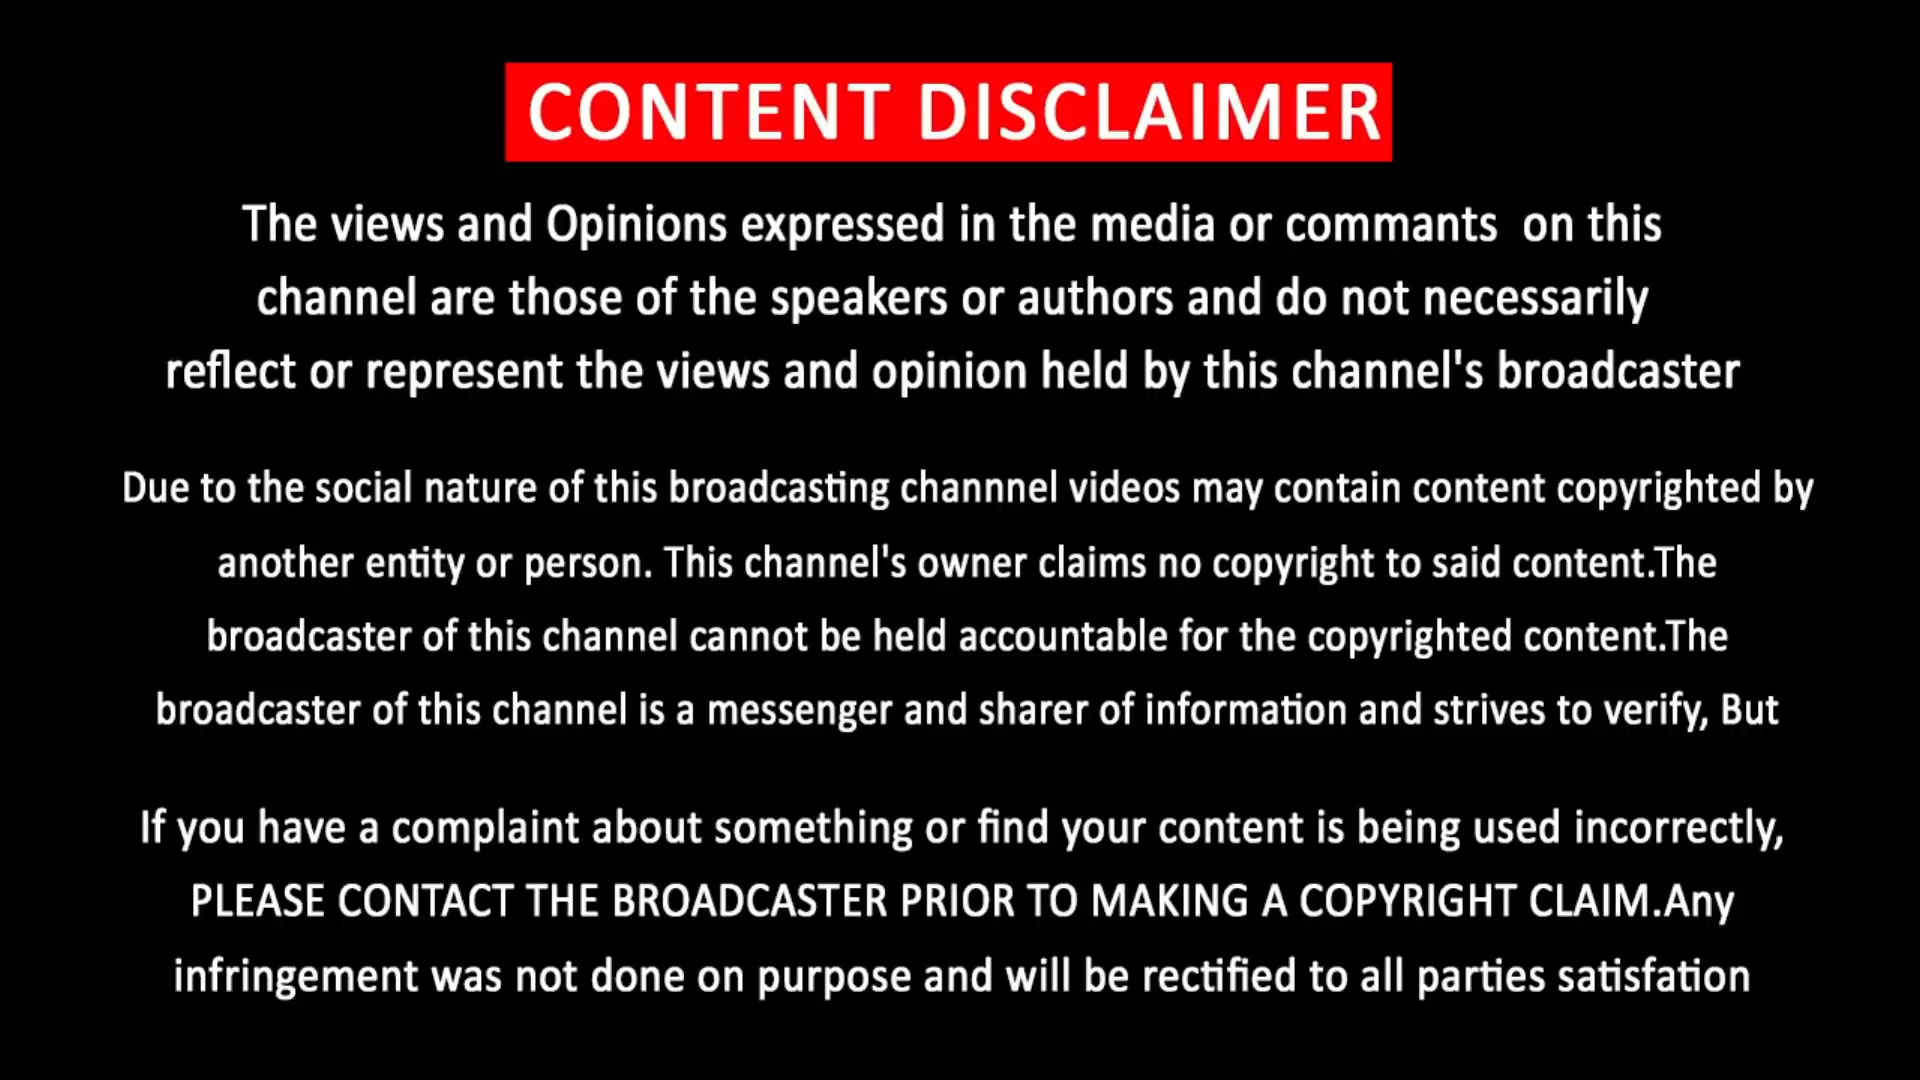 CONTENT DISCLAIMER
The views and Opinions expressed in the media or commants on this
channel are those of the speakers or authors and do not necessarily
reflect or represent the views and opinion held by this channel's broadcaster
Due to the social nature of this broadcasting channnel videos may contain content copyrighted by
another entity or person. This channel's owner claims no copyright to said content.The
broadcaster of this channel cannot be held accountable for the copyrighted content.The
broadcaster of this channel is a messenger and sharer of information and strives to verify, But
If you have a complaint about something or find your content is being used incorrectly,
PLEASE CONTACT THE BROADCASTER PRIOR TO MAKING A COPYRIGHT CLAIM.Any
infringement was not done on purpose and will be rectified to all parties satisfation